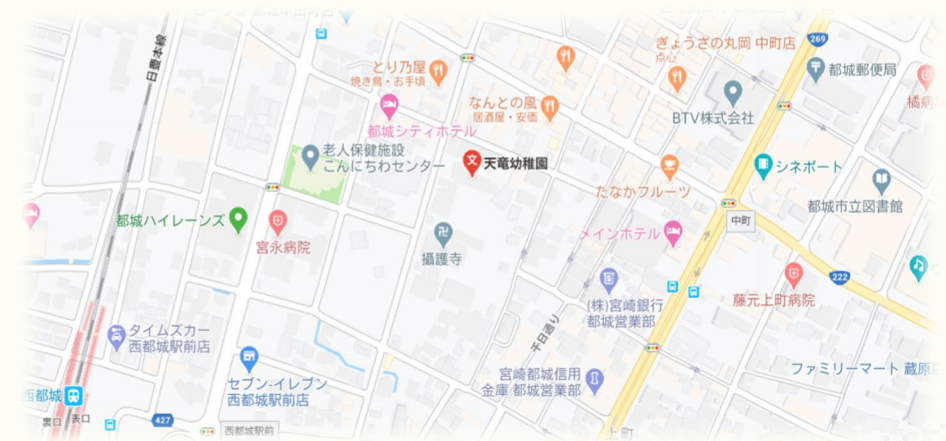 日豊本線
269
ぎょうざの丸岡 中町店
点心
とり乃屋
焼き鳥・お手頃
都城郵便局
なんとの風
居酒屋・安価
BTV株式会社
橘病
都城シティホテル
老人保健施設
こんにちわセンター
天竜幼稚園
シネポート
たなかフルーツ
都城市立図書館
都城ハイレーンズ
中町
メインホテル
宮永病院
攝護寺
222
藤元上町病院
(株)宮崎銀行
都城営業部
千日通り
タイムズカー
西都城駅前店
セブン-イレブン
西都城駅前店
宮崎都城信用
金庫 都城営業部
ファミリーマート 蔵原
西都城
裏口
表口
427
西都城駅前
上町